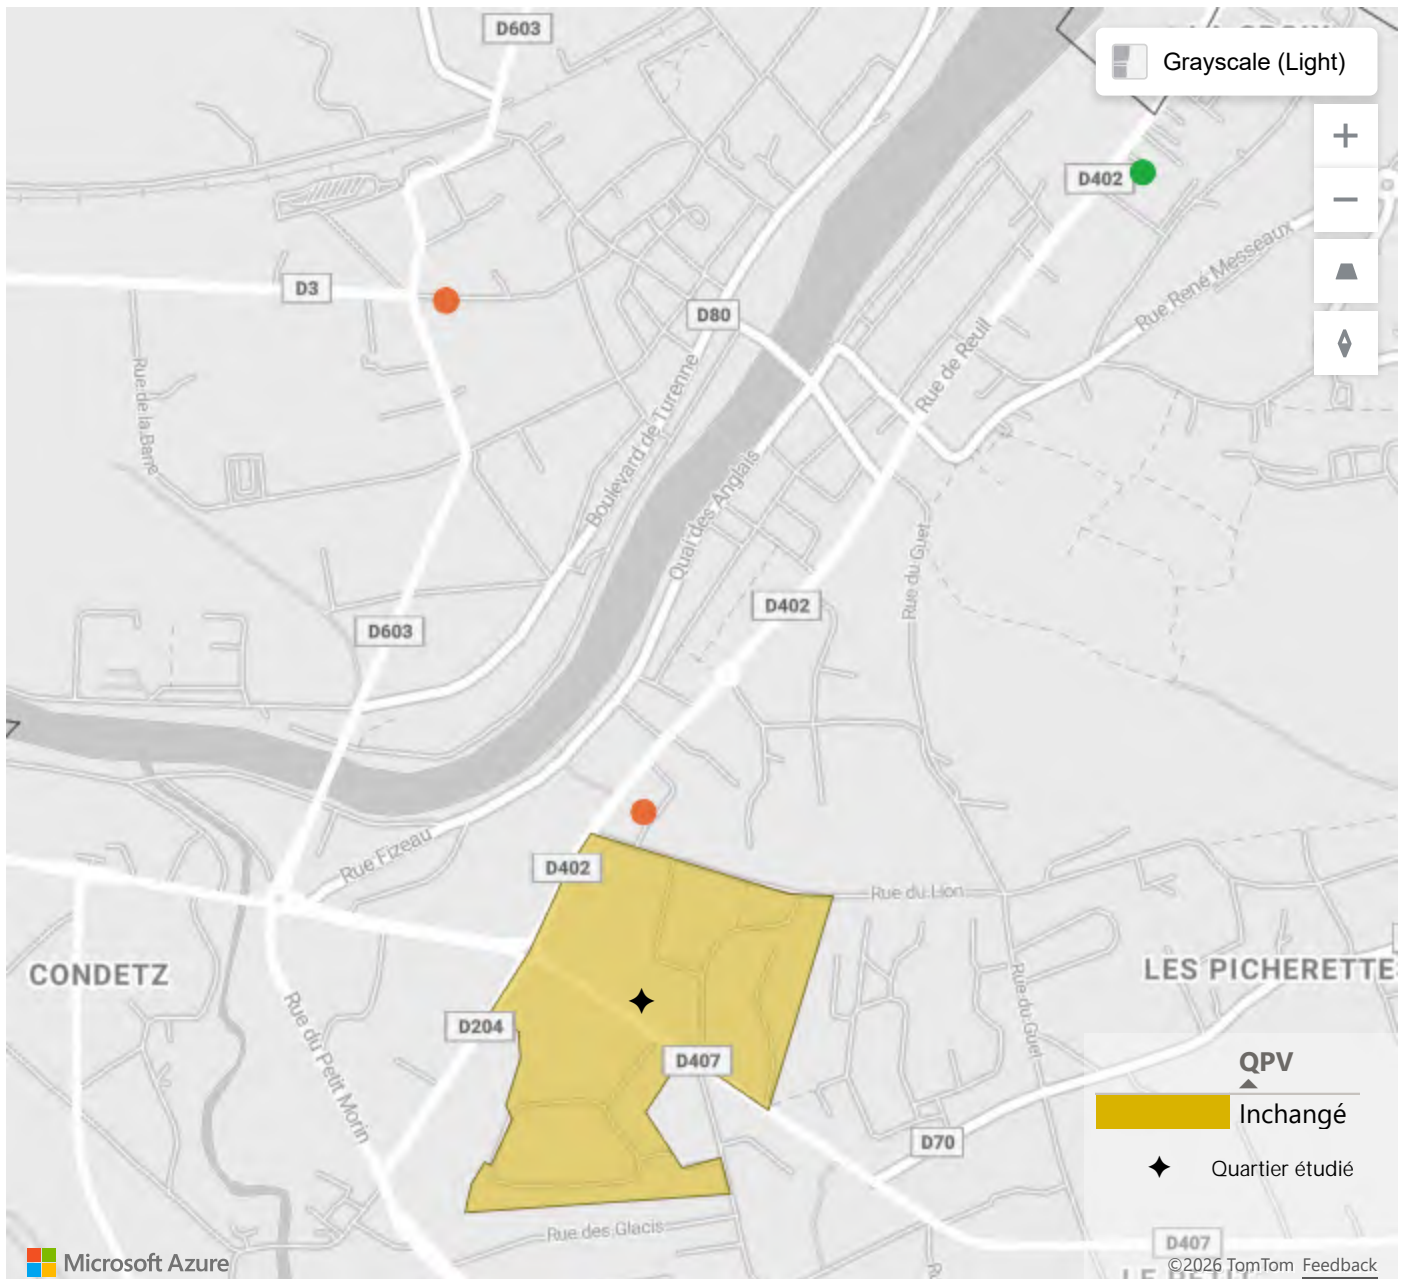 D603
Grayscale (Light)
D402
Rue René Messeaux
D3
D80
Rue de Reuil
Rue de la Barre
Boulevard de Turenne
Quai des Anglais
Rue du Guet
D402
D603
Rue Fizeau
D402
Rue du Lion
CONDETZ
LES PICHERETTE
Rue du Guet
D204
Rue du Petit Morin
D407
QPV
Inchangé
D70
Quartier étudié
Rue des Glacis
D407
Microsoft Azure
©2026 TomTom Feedback